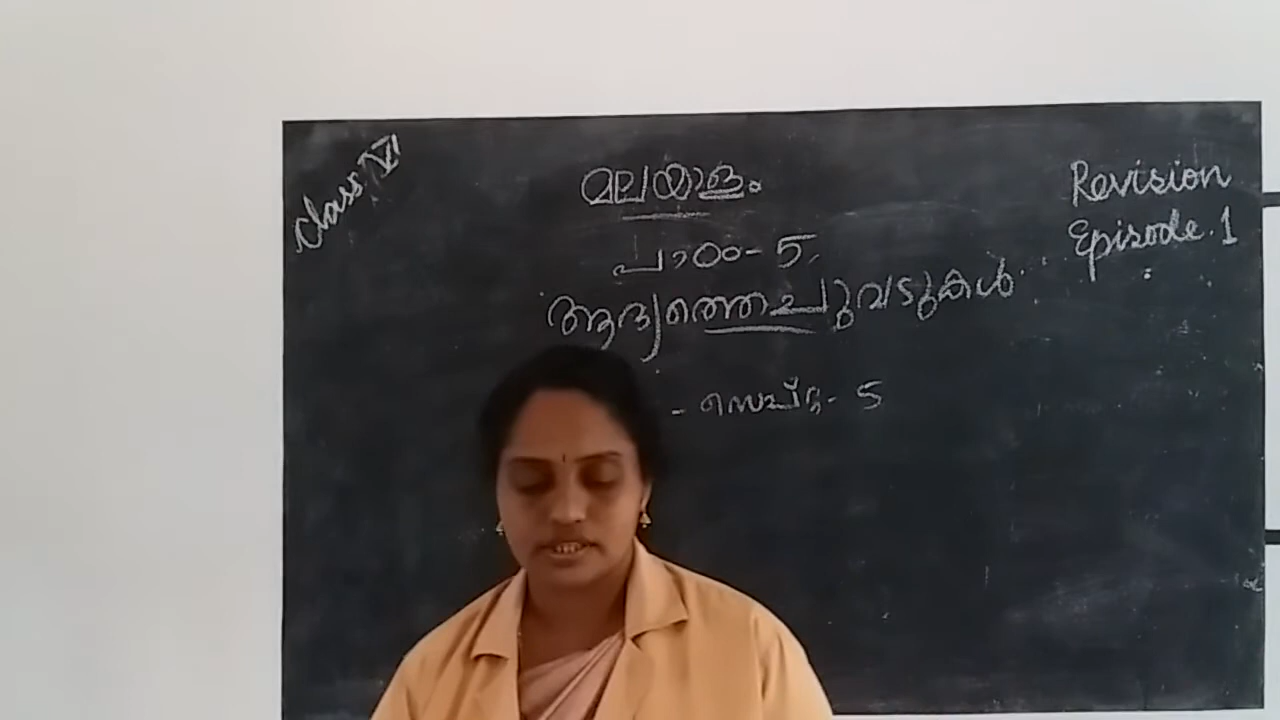 Class VI
മലയാളം
Revision
Episode.1
പാഠം-5.
ആദ്യത്തെചുവടുകൾ
- സെപ്റ്റ- 5